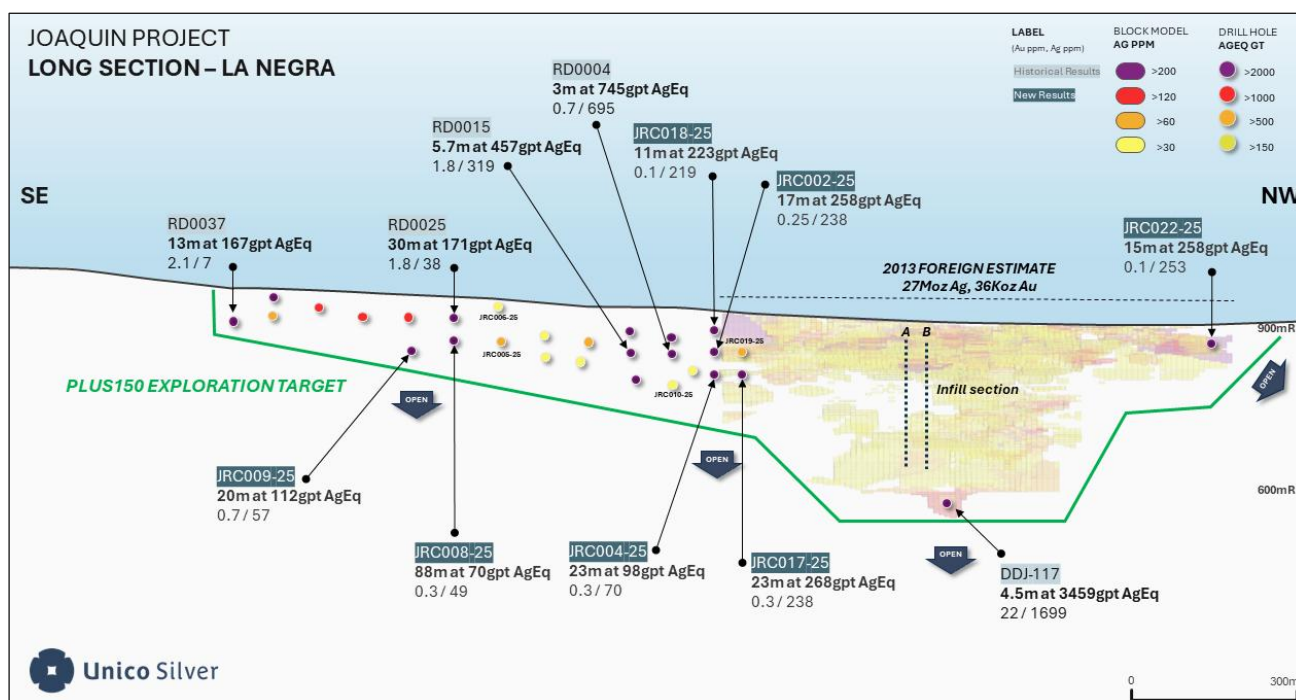 JOAQUIN PROJECT
LONG SECTION – LA NEGRA
LABEL
(Au ppm, Ag ppm)
Historical Results
New Results
BLOCK MODEL
AG PPM
>200
>120
>60
>30
DRILL HOLE
AGEQ GT
>2000
>1000
>500
>150
SE
NW
RD0004
3m at 745gpt AgEq
0.7 / 695
RD0015
5.7m at 457gpt AgEq
1.8 / 319
JRC018-25
11m at 223gpt AgEq
0.1 / 219
JRC002-25
17m at 258gpt AgEq
0.25 / 238
RD0037
13m at 167gpt AgEq
2.1 / 7
RD0025
30m at 171gpt AgEq
1.8 / 38
JRC022-25
15m at 258gpt AgEq
0.1 / 253
2013 FOREIGN ESTIMATE
27Moz Ag, 36Koz Au
JRC006-25
JRC005-25
JRC019-25
JRC010-25
A B
Infill section
900mR
600mR
PLUS150 EXPLORATION TARGET
OPEN
OPEN
OPEN
OPEN
JRC009-25
20m at 112gpt AgEq
0.7 / 57
JRC008-25
88m at 70gpt AgEq
0.3 / 49
JRC004-25
23m at 98gpt AgEq
0.3 / 70
JRC017-25
23m at 268gpt AgEq
0.3 / 238
DDJ-117
4.5m at 3459gpt AgEq
22 / 1699
Unico Silver
0 300m